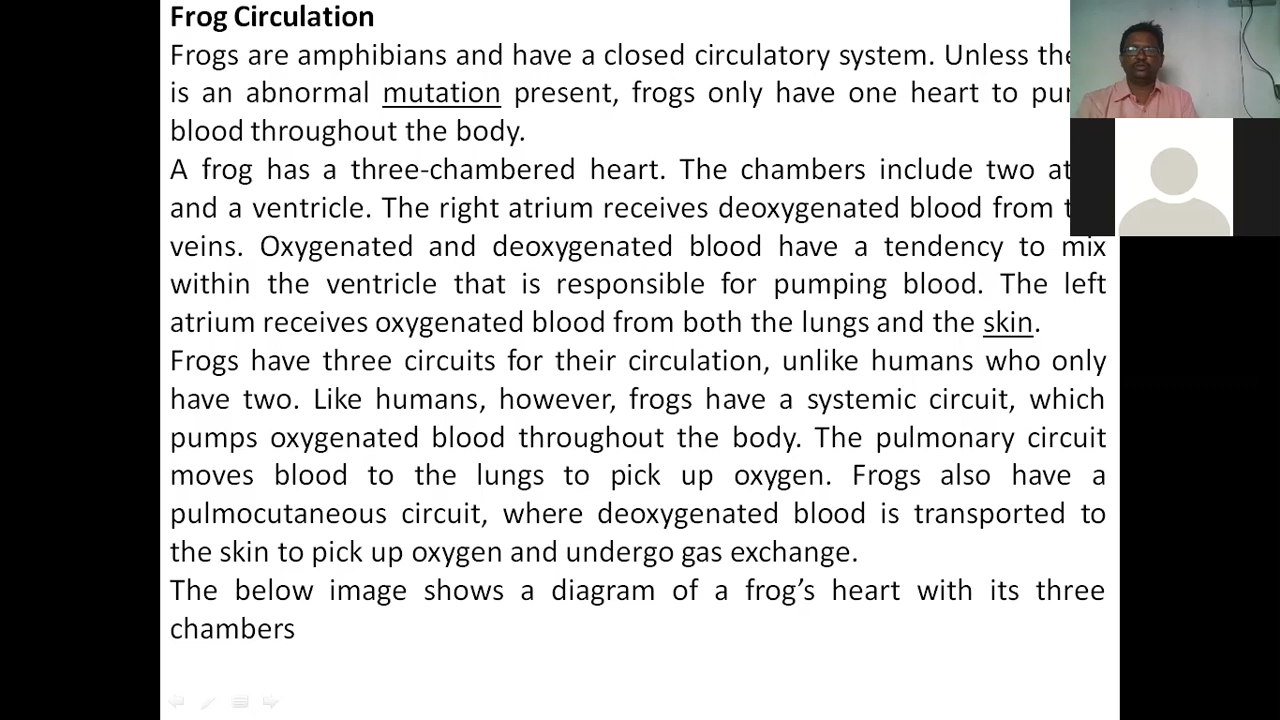 Frog Circulation
Frogs are amphibians and have a closed circulatory system. Unless
is an abnormal mutation present, frogs only have one heart to
blood throughout the body.
A frog has a three-chambered heart. The chambers include two
and a ventricle. The right atrium receives deoxygenated blood from
veins. Oxygenated and deoxygenated blood have a tendency to mix
within the ventricle that is responsible for pumping blood. The left
atrium receives oxygenated blood from both the lungs and the skin.
Frogs have three circuits for their circulation, unlike humans who only
have two. Like humans, however, frogs have a systemic circuit, which
pumps oxygenated blood throughout the body. The pulmonary circuit
moves blood to the lungs to pick up oxygen. Frogs also have a
pulmocutaneous circuit, where deoxygenated blood is transported to
the skin to pick up oxygen and undergo gas exchange.
The below image shows a diagram of a frog’s heart with its three
chambers